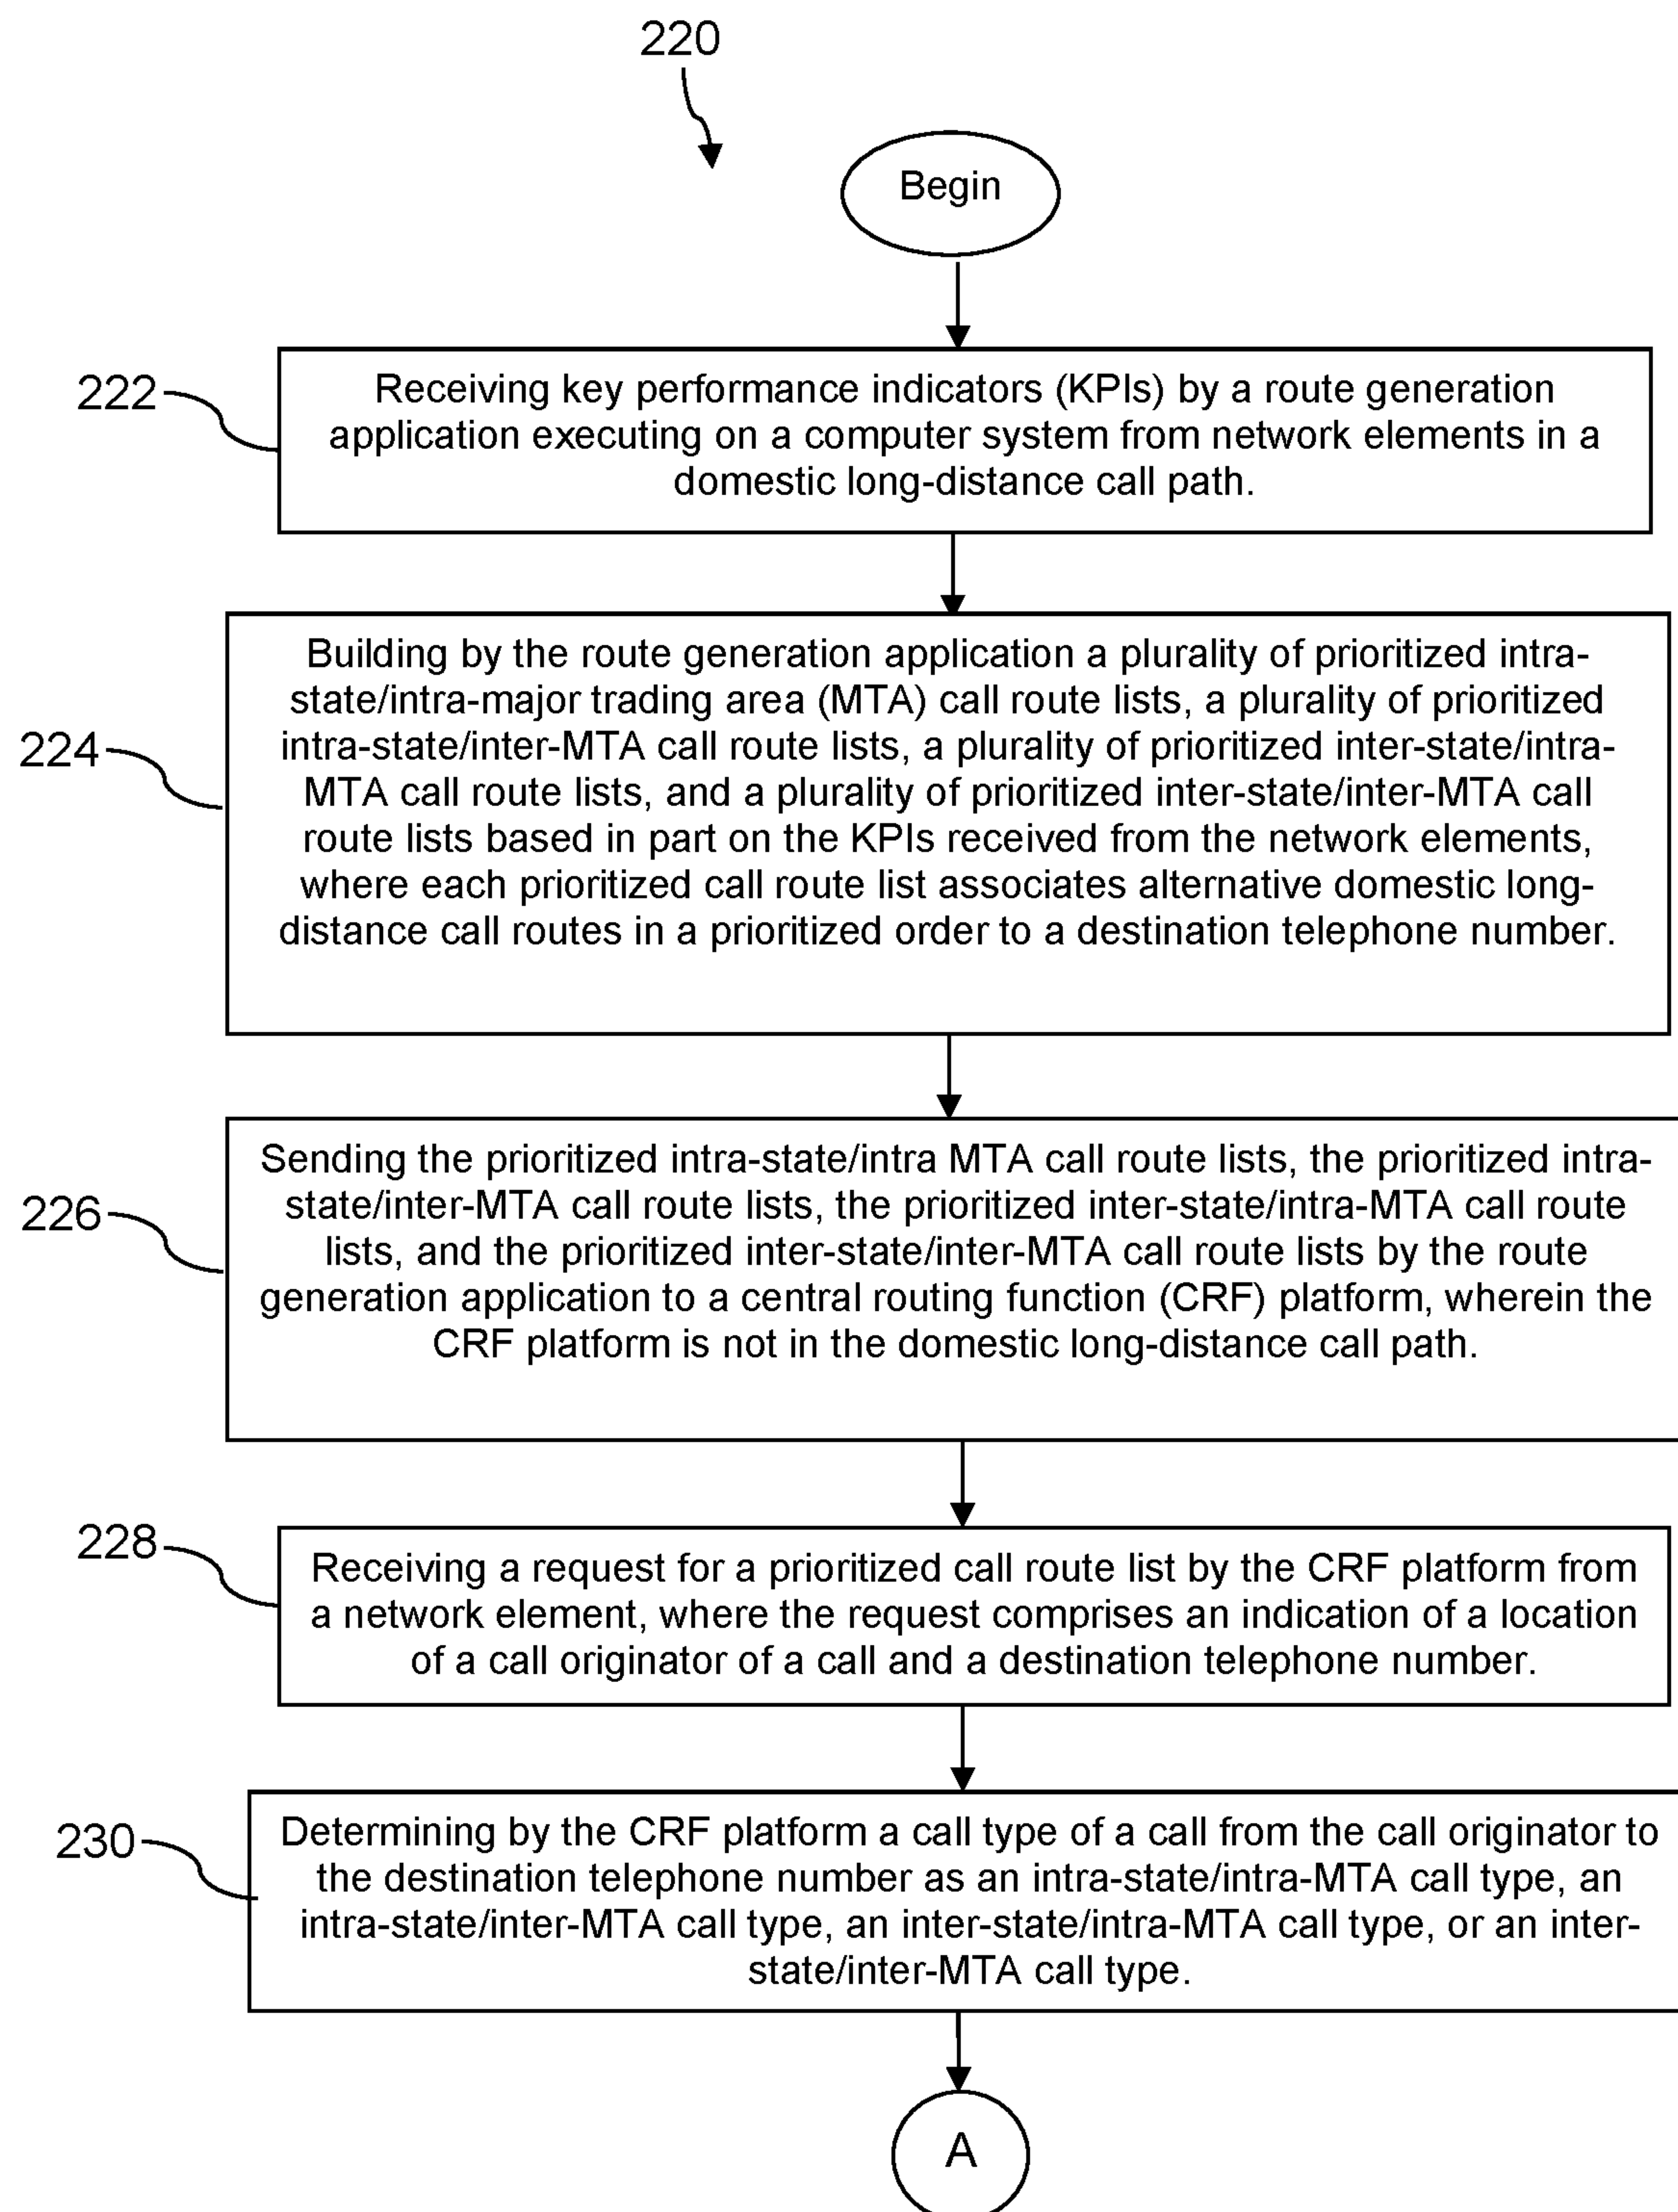 220
Begin
222
Receiving key performance indicators (KPIs) by a route generation
application executing on a computer system from network elements in a
domestic long-distance call path.
224
Building by the route generation application a plurality of prioritized intra-
state/intra-major trading area (MTA) call route lists, a plurality of prioritized
intra-state/inter-MTA call route lists, a plurality of prioritized inter-state/intra-
MTA call route lists, and a plurality of prioritized inter-state/inter-MTA call
route lists based in part on the KPIs received from the network elements,
where each prioritized call route list associates alternative domestic long-
distance call routes in a prioritized order to a destination telephone number.
226
Sending the prioritized intra-state/intra MTA call route lists, the prioritized intra-
state/inter-MTA call route lists, the prioritized inter-state/intra-MTA call route
lists, and the prioritized inter-state/inter-MTA call route lists by the route
generation application to a central routing function (CRF) platform, wherein the
CRF platform is not in the domestic long-distance call path.
228
Receiving a request for a prioritized call route list by the CRF platform from
a network element, where the request comprises an indication of a location
of a call originator of a call and a destination telephone number.
230
Determining by the CRF platform a call type of a call from the call originator to
the destination telephone number as an intra-state/intra-MTA call type, an
intra-state/inter-MTA call type, an inter-state/intra-MTA call type, or an inter-
state/inter-MTA call type.
A